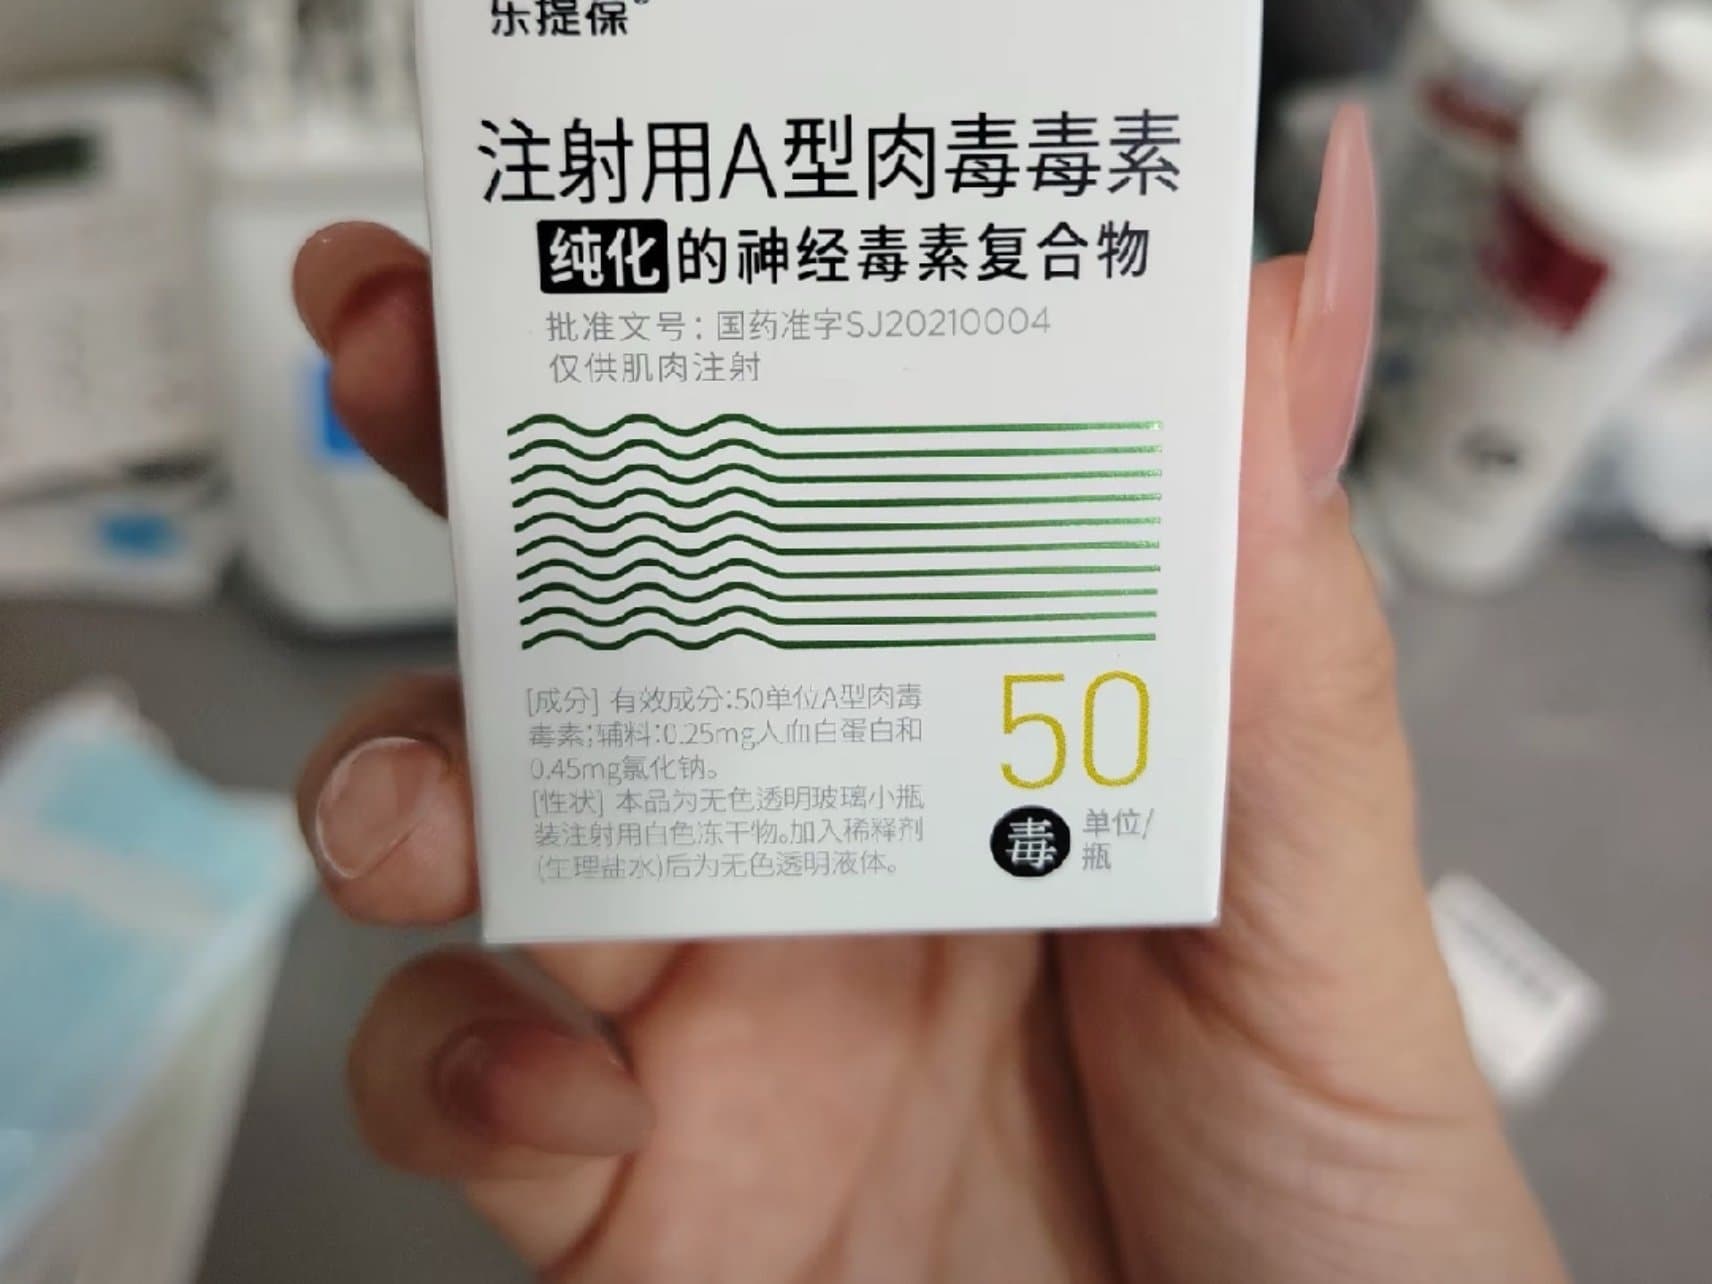 乐提保®
注射用A型肉毒毒素
纯化的神经毒素复合物
批准文号：国药准字SJ20210004
仅供肌肉注射
[成分] 有效成分:50单位A型肉毒
毒素;辅料:0.25mg人血白蛋白和
0.45mg氯化钠。
[性状] 本品为无色透明玻璃小瓶
装注射用白色冻干物。加入稀释剂
(生理盐水)后为无色透明液体。
50
毒 单位/
瓶